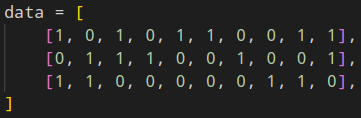 data = [
    [1, 0, 1, 0, 1, 1, 0, 0, 1, 1],
    [0, 1, 1, 1, 0, 0, 1, 0, 0, 1],
    [1, 1, 0, 0, 0, 0, 0, 1, 1, 0],
]